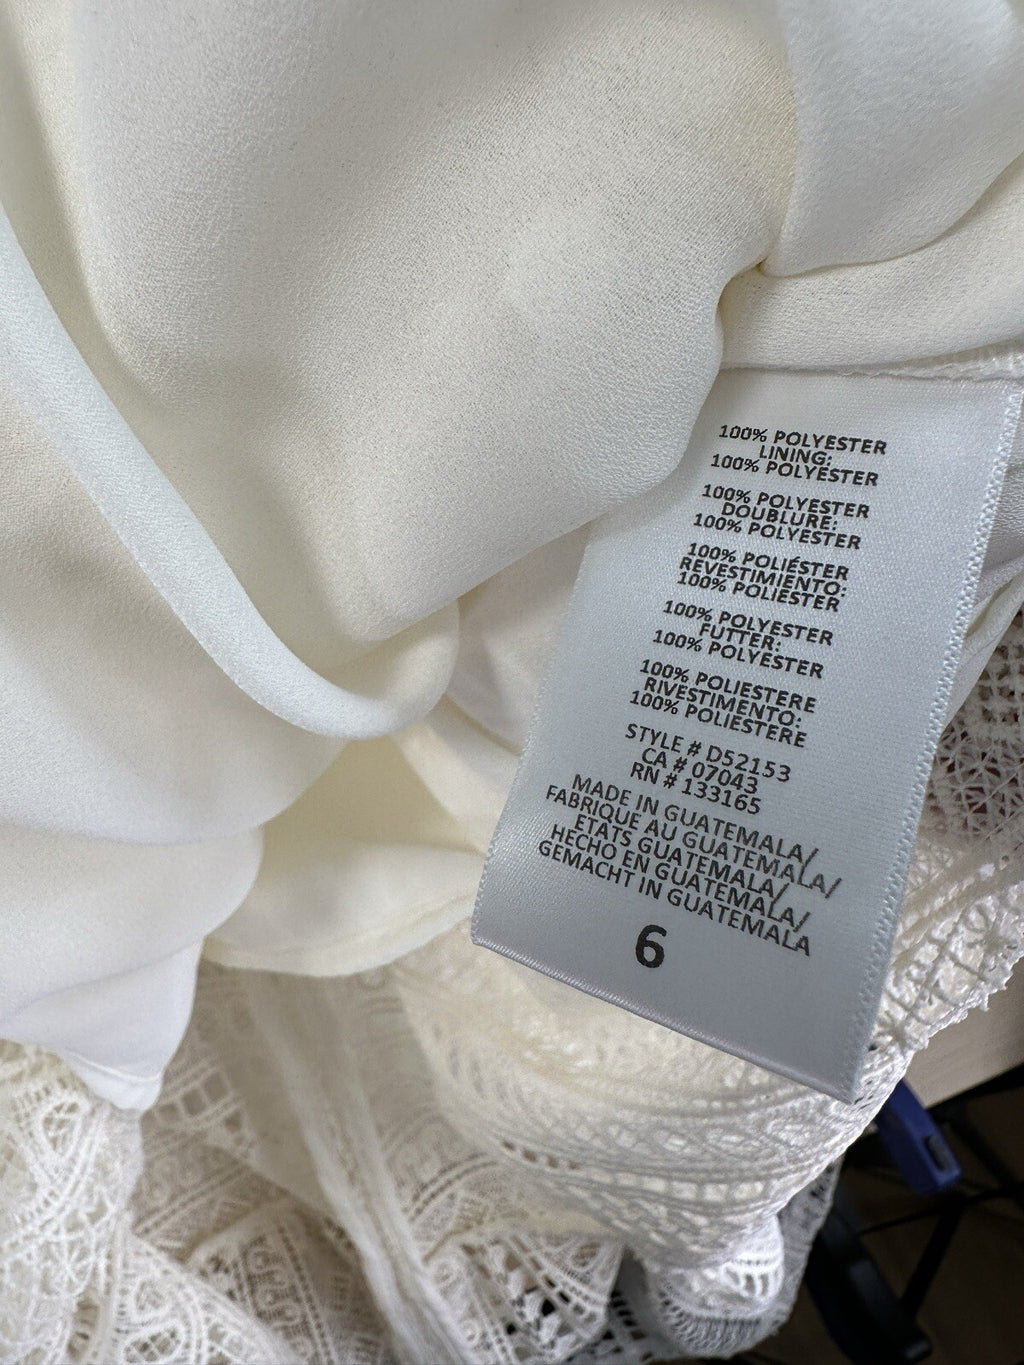 100% POLYESTER
LINING:
100% POLYESTER
100% POLYESTER
DOUBLURE:
100% POLYESTER
100% POLIÉSTER
REVESTIMIENTO:
100% POLIÉSTER
100% POLYESTER
FUTTER:
100% POLYESTER
100% POLIESTERE
RIVESTIMENTO:
100% POLIESTERE
STYLE # D52153
CA # 07043
RN # 133165
MADE IN GUATEMALA/
FABRIQUE AU GUATEMALA/
ETATS GUATEMALA/
HECHO EN GUATEMALA/
GEMACHT IN GUATEMALA
6